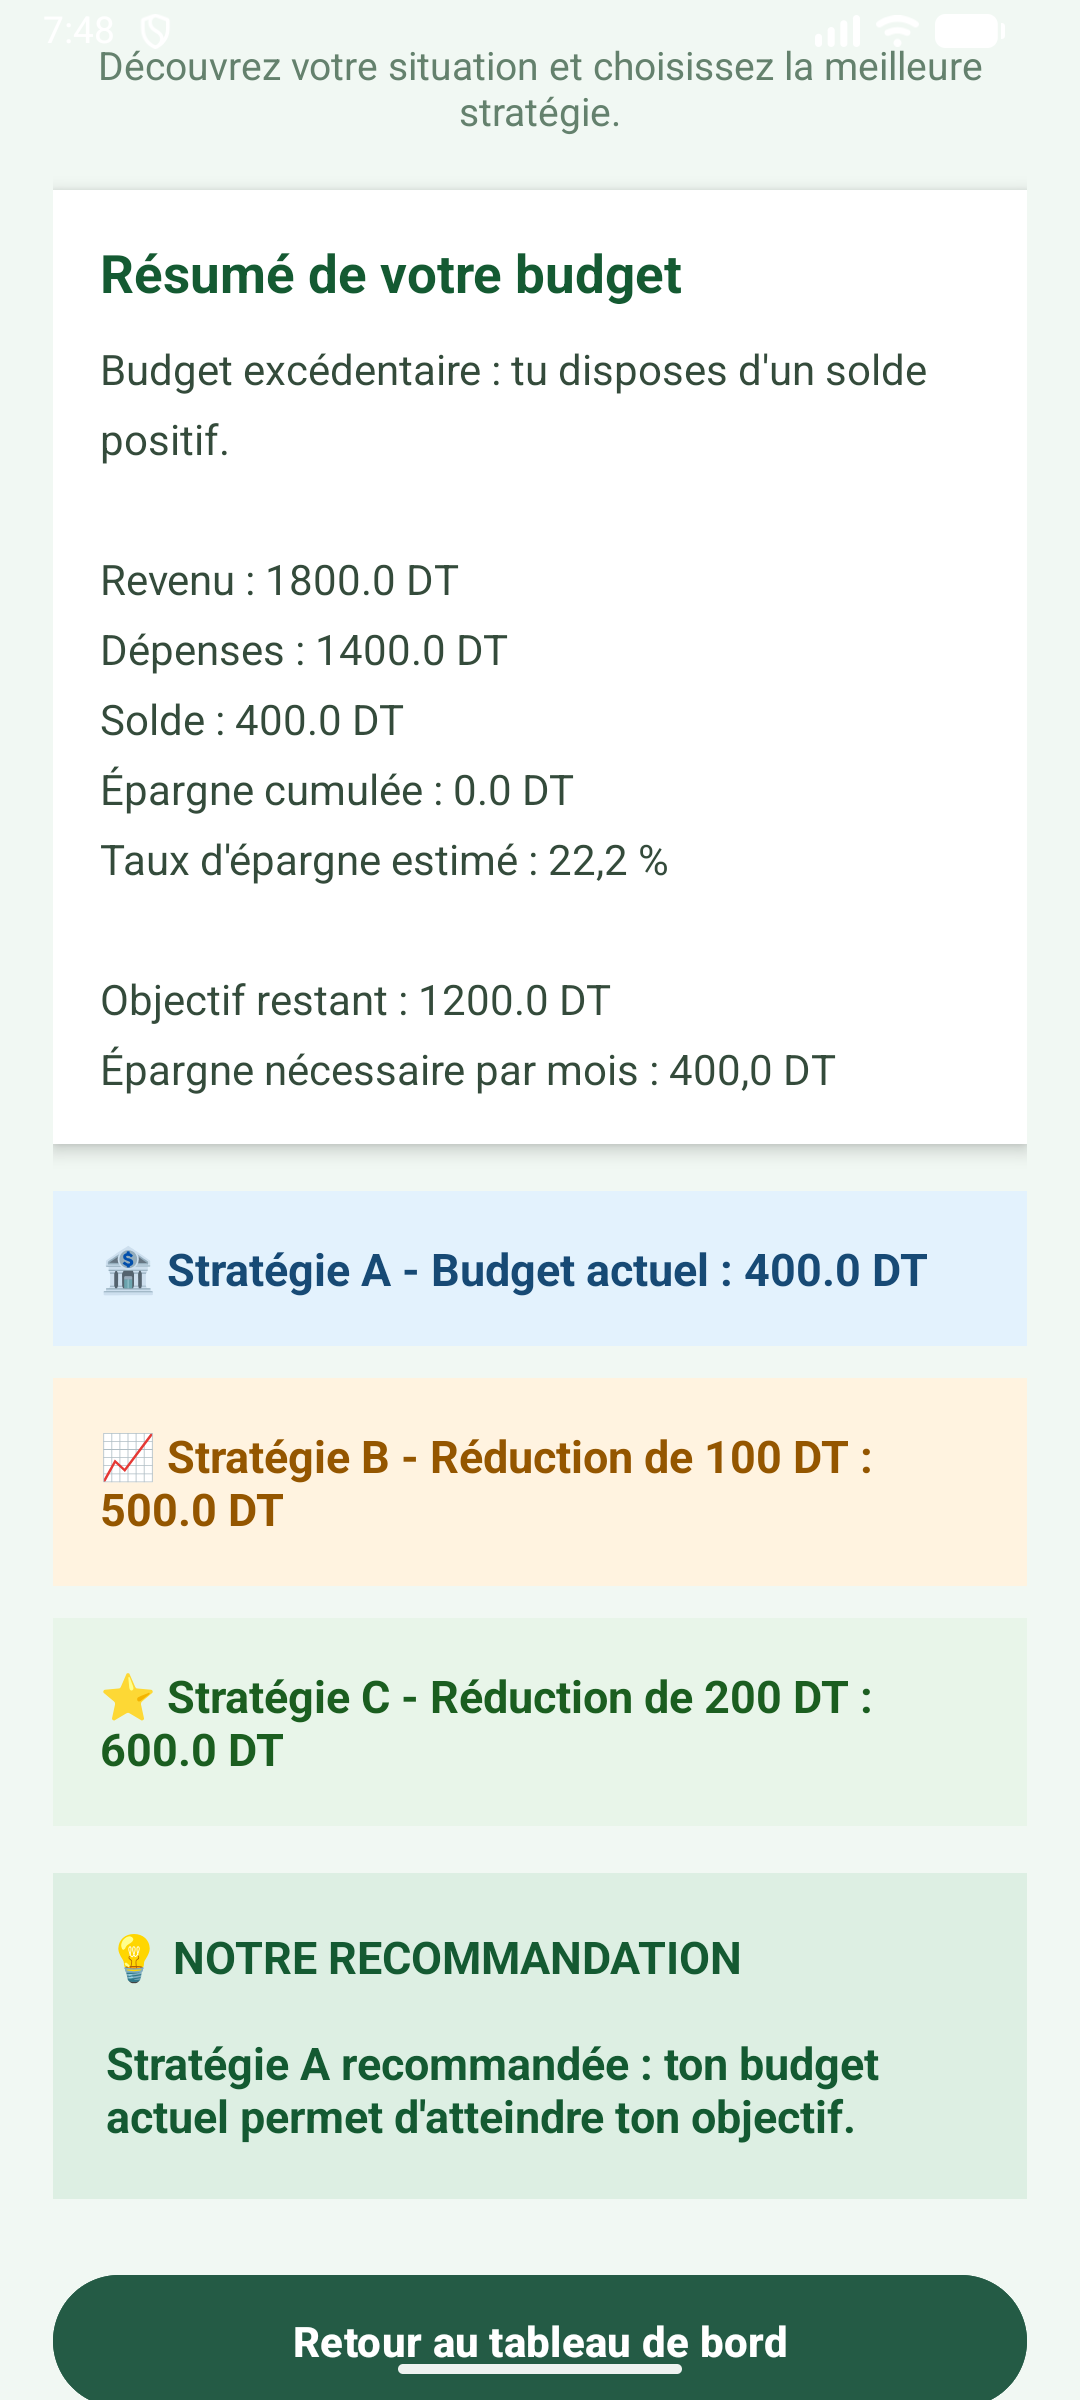 7:48
Découvrez votre situation et choisissez la meilleure
stratégie.
Résumé de votre budget
Budget excédentaire : tu disposes d'un solde
positif.
Revenu : 1800.0 DT
Dépenses : 1400.0 DT
Solde : 400.0 DT
Épargne cumulée : 0.0 DT
Taux d'épargne estimé : 22,2 %
Objectif restant : 1200.0 DT
Épargne nécessaire par mois : 400,0 DT
🏦 Stratégie A - Budget actuel : 400.0 DT
📈 Stratégie B - Réduction de 100 DT :
500.0 DT
⭐ Stratégie C - Réduction de 200 DT :
600.0 DT
💡 NOTRE RECOMMANDATION
Stratégie A recommandée : ton budget
actuel permet d'atteindre ton objectif.
Retour au tableau de bord